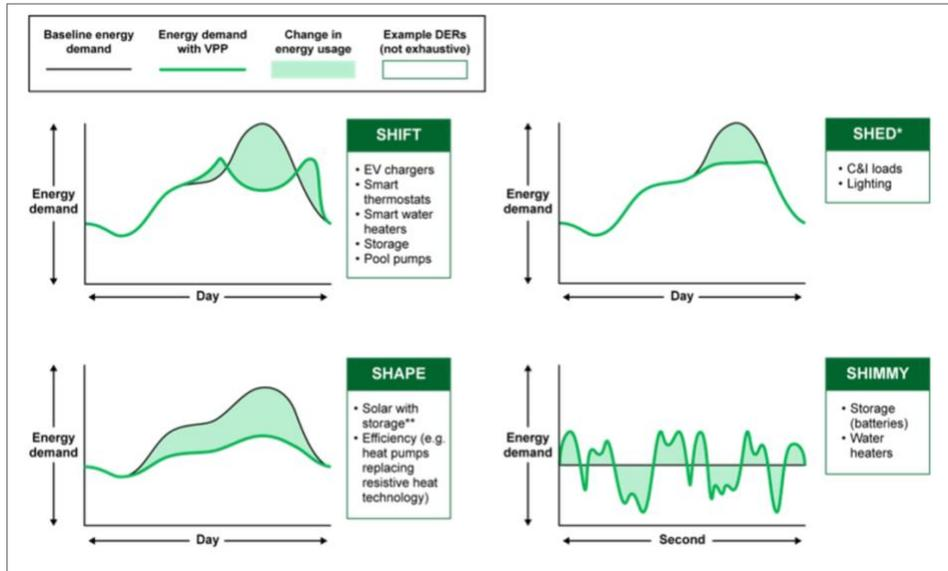 Baseline energy
demand
Energy demand
with VPP
Change in
energy usage
Example DERs
(not exhaustive)
Energy
demand
Day
SHIFT
• EV chargers
• Smart
thermostats
• Smart water
heaters
• Storage
• Pool pumps
Energy
demand
Day
SHED*
• C&I loads
• Lighting
Energy
demand
Day
SHAPE
• Solar with
storage**
• Efficiency (e.g.
heat pumps
replacing
resistive heat
technology)
Energy
demand
Second
SHIMMY
• Storage
(batteries)
• Water
heaters